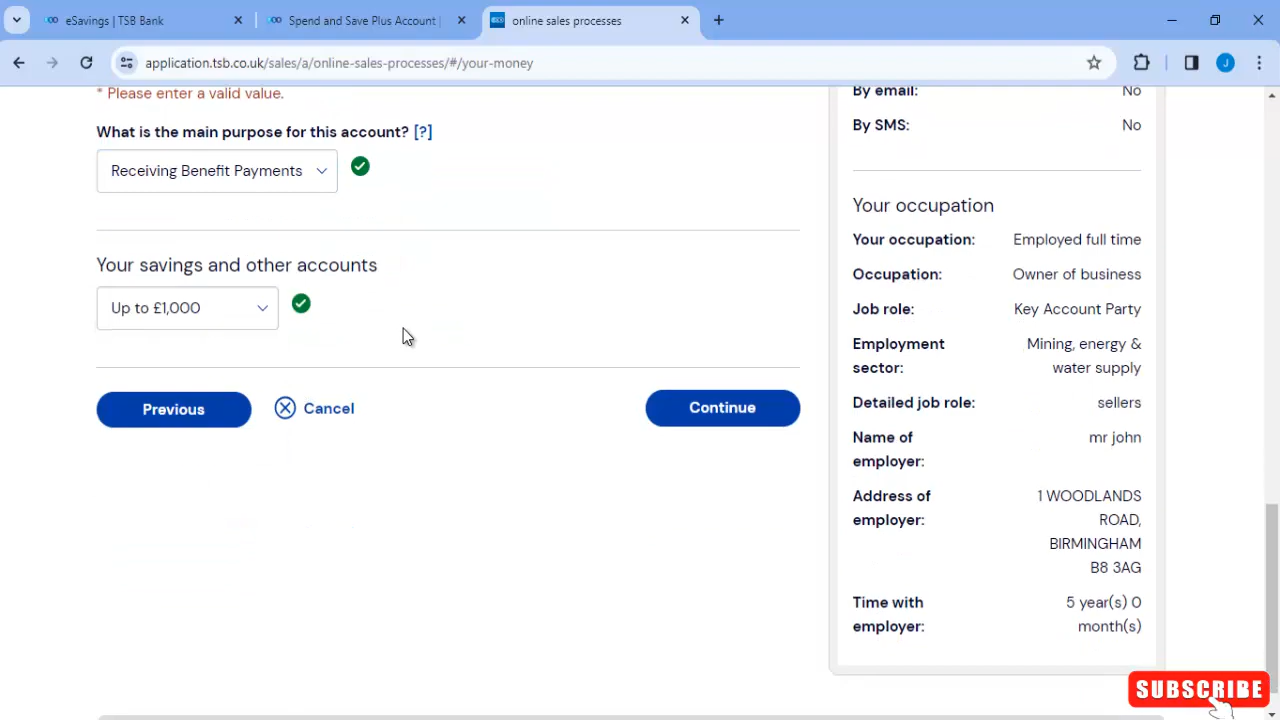 eSavings | TSB Bank
Spend and Save Plus Account |
online sales processes
application.tsb.co.uk/sales/a/online-sales-processes/#/your-money
J
* Please enter a valid value.
What is the main purpose for this account? [?]
Receiving Benefit Payments
Your savings and other accounts
Up to £1,000
Previous
Cancel
Continue
By email: No
By SMS: No
Your occupation
Your occupation: Employed full time
Occupation: Owner of business
Job role: Key Account Party
Employment Mining, energy &
sector: water supply
Detailed job role: sellers
Name of mr john
employer:
Address of 1 WOODLANDS
employer: ROAD,
BIRMINGHAM
B8 3AG
Time with 5 year(s) 0
employer: month(s)
SUBSCRIBE